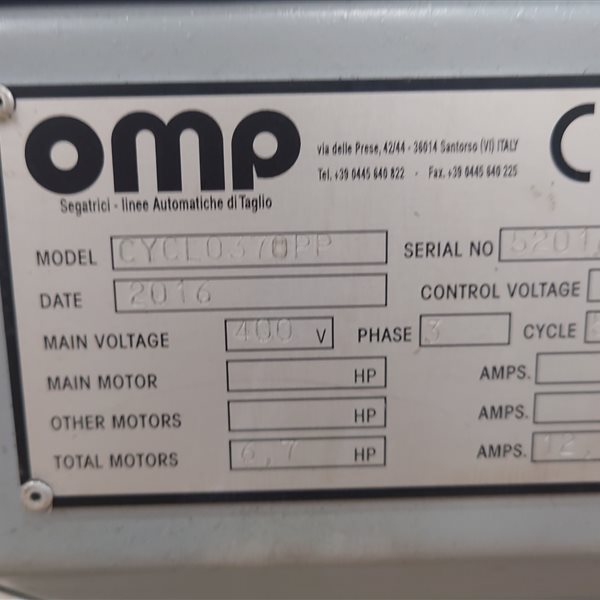 omp
via delle Prese, 42/44 - 36014 Santorso (VI) ITALY
Tel. +39 0445 640 822 - Fax. +39 0445 640 225
Segatrici - linee Automatiche di Taglio
MODEL CYCLO370PP SERIAL NO
DATE 2016 CONTROL VOLTAGE
MAIN VOLTAGE 400 V PHASE 3 CYCLE
MAIN MOTOR HP AMPS.
OTHER MOTORS HP AMPS.
TOTAL MOTORS 6,7 HP AMPS. 12,